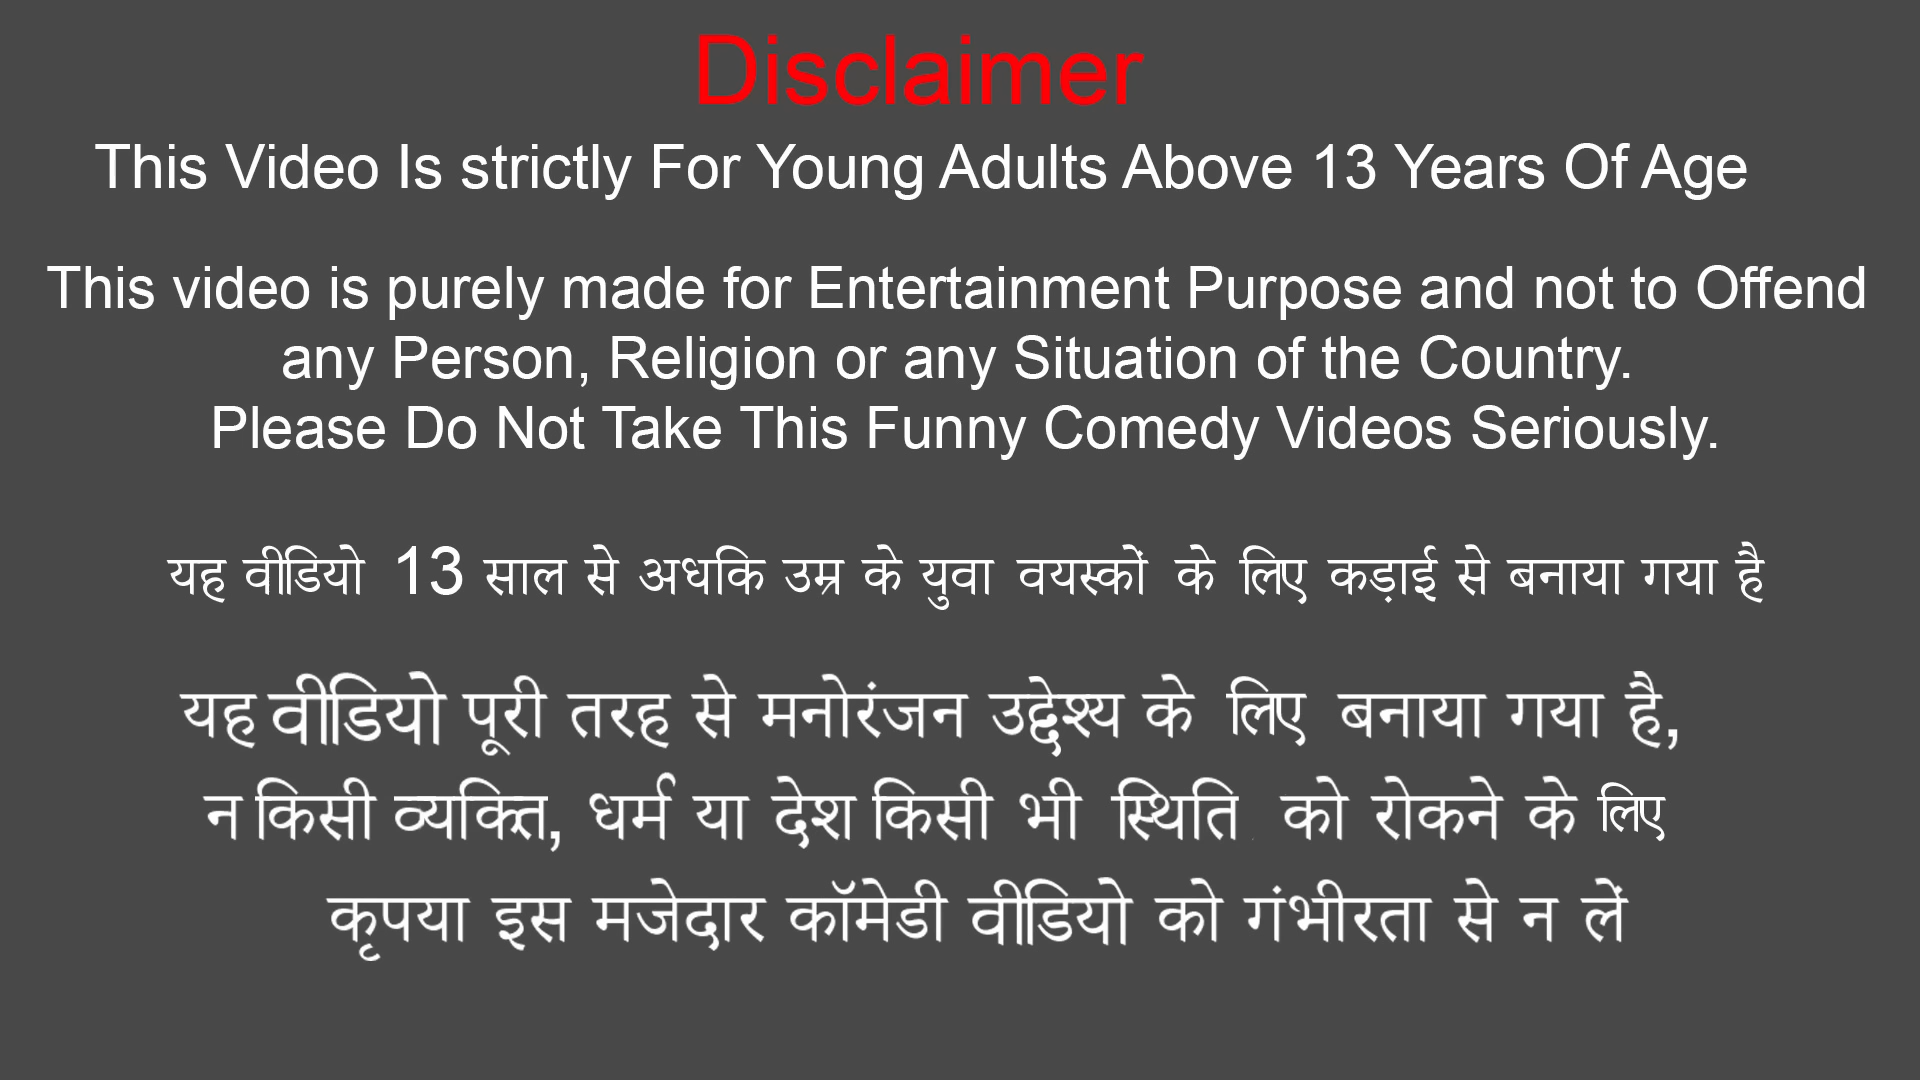 Disclaimer
This Video Is strictly For Young Adults Above 13 Years Of Age
This video is purely made for Entertainment Purpose and not to Offend
any Person, Religion or any Situation of the Country.
Please Do Not Take This Funny Comedy Videos Seriously.
यह वीडियो 13 साल से अधकि उम्र के युवा वयस्कों के लिए कड़ाई से बनाया गया है
यह वीडियो पूरी तरह से मनोरंजन उद्देश्य के लिए बनाया गया है,
न किसी व्यक्ति, धर्म या देश किसी भी स्थिति को रोकने के लिए
कृपया इस मजेदार कॉमेडी वीडियो को गंभीरता से न लें